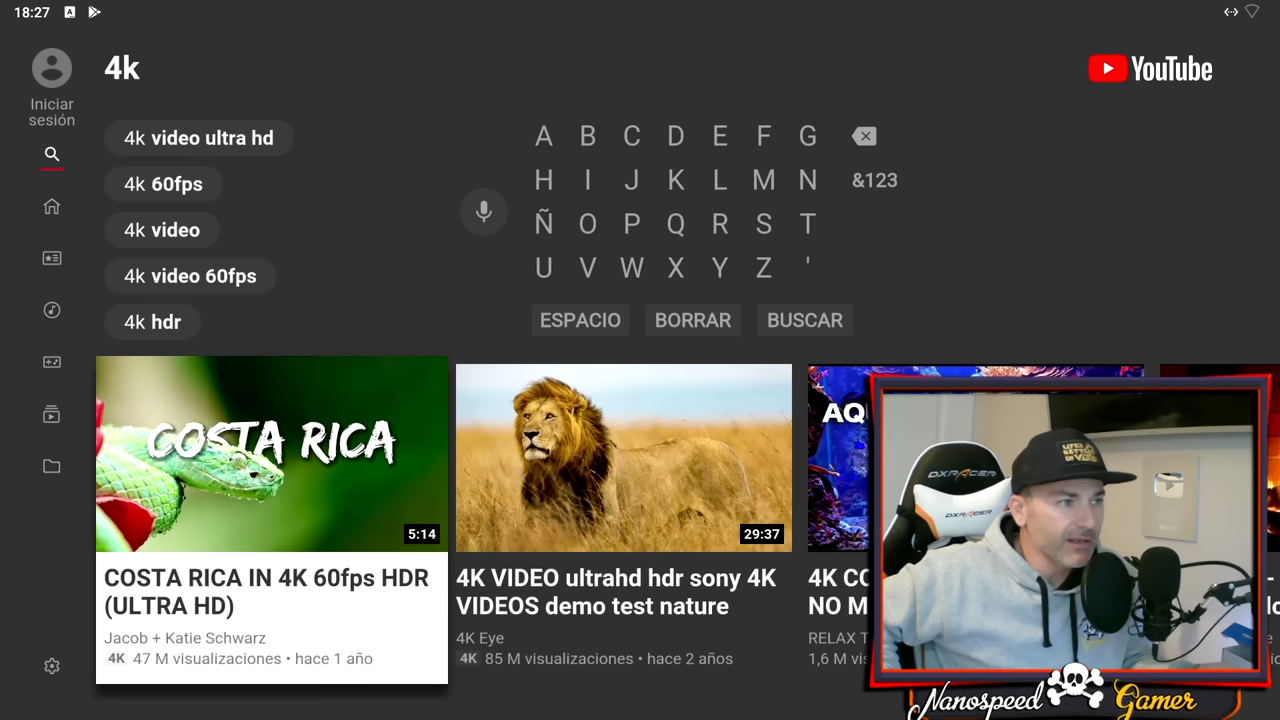 18:27
Iniciar
sesión
4k
YouTube
4k video ultra hd
4k 60fps
4k video
4k video 60fps
4k hdr
A B C D E F G
H I J K L M N &123
Ñ O P Q R S T
U V W X Y Z '
ESPACIO BORRAR BUSCAR
COSTA RICA
5:14
29:37
AQ
DXRACER
DXRACER
COSTA RICA IN 4K 60fps HDR
(ULTRA HD)
Jacob + Katie Schwarz
4K 47 M visualizaciones • hace 1 año
4K VIDEO ultrahd hdr sony 4K
VIDEOS demo test nature
4K Eye
4K 85 M visualizaciones • hace 2 años
4K CO
NO M
RELAX T
1,6 M vis
Nanospeed Gamer